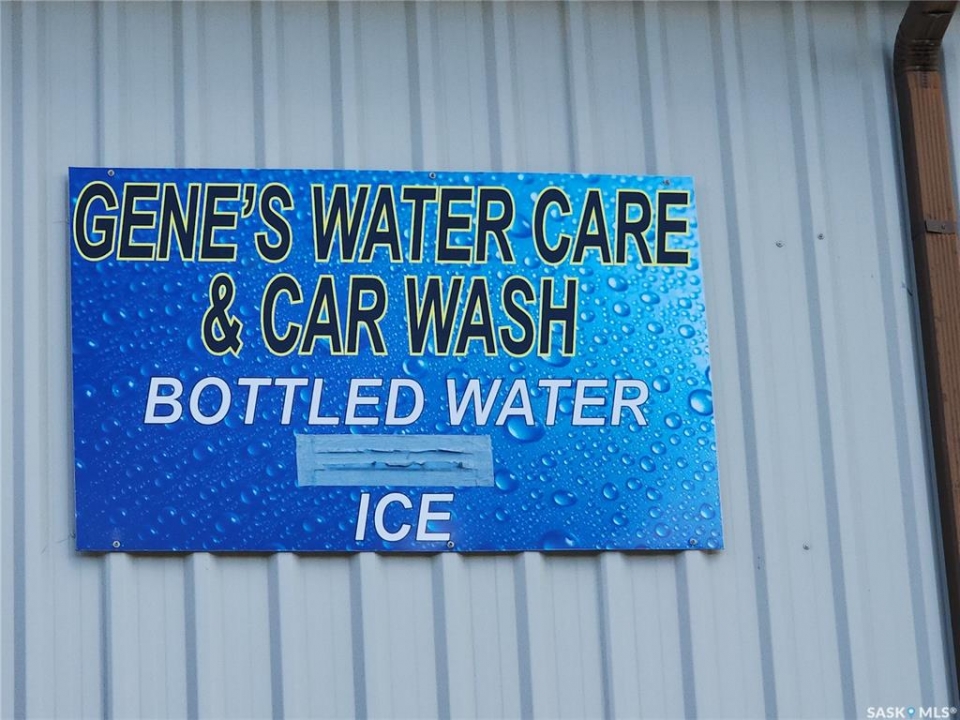 GENE'S WATER CARE
& CAR WASH
BOTTLED WATER
ICE
SASK MLS®